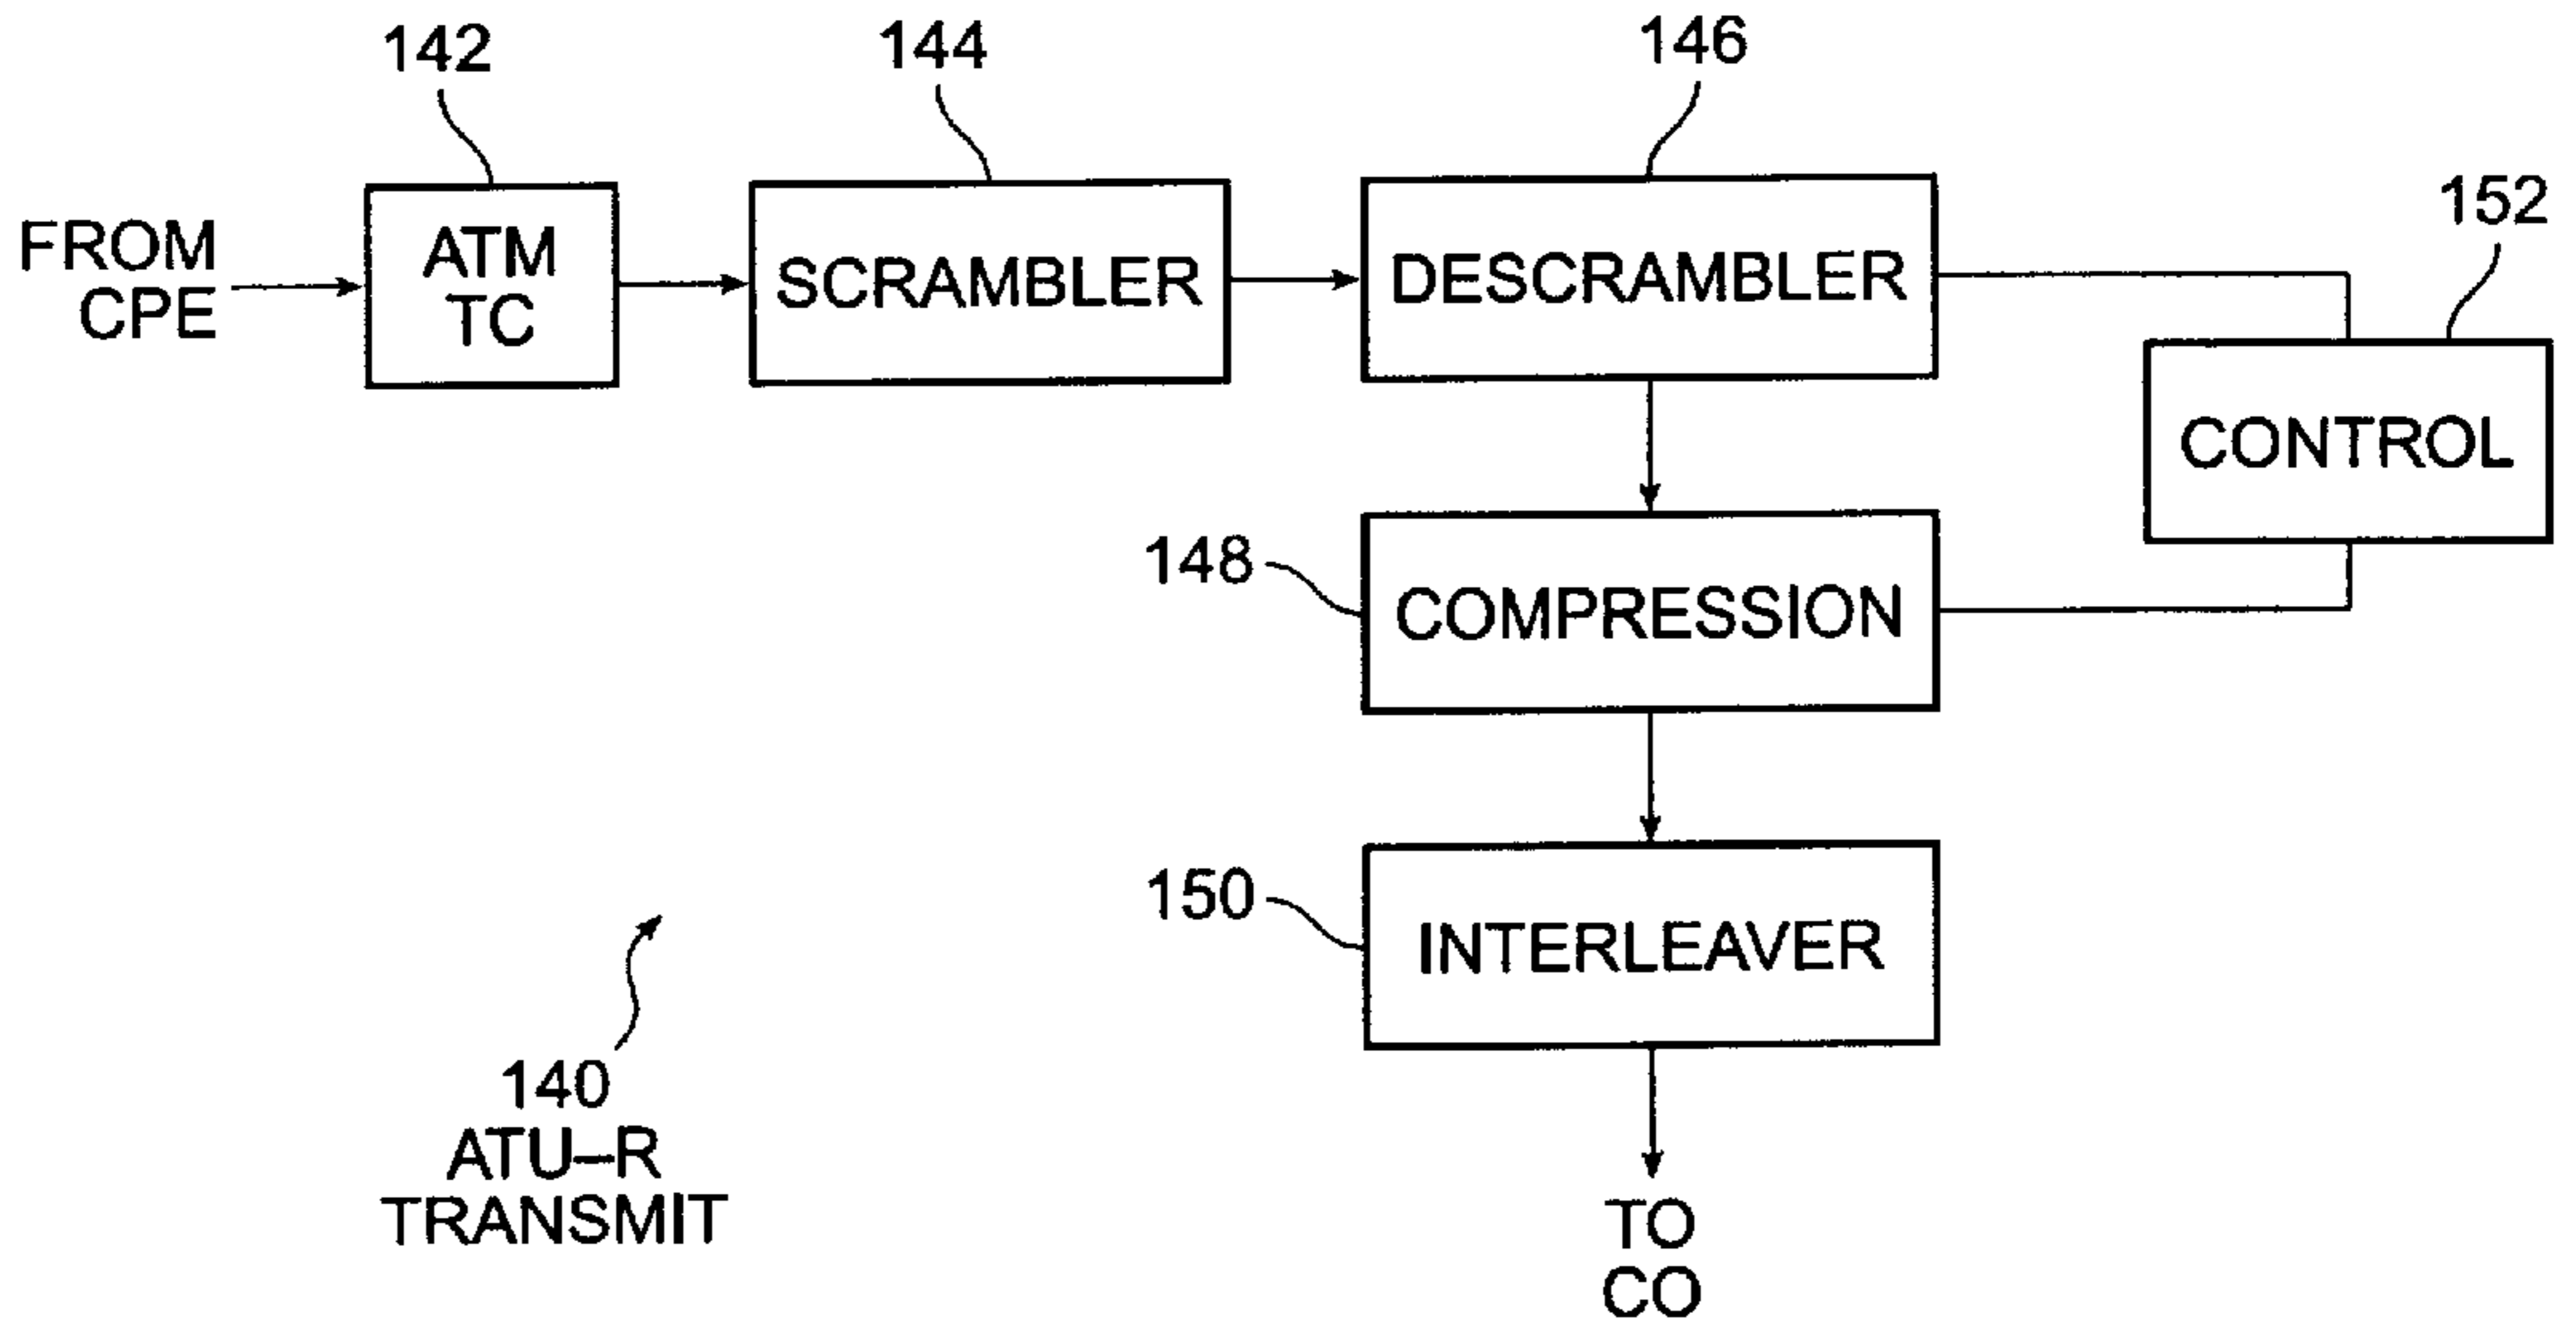 142
144
146
152
FROM
CPE
ATM
TC
SCRAMBLER
DESCRAMBLER
CONTROL
148
COMPRESSION
150
INTERLEAVER
140
ATU–R
TRANSMIT
TO
CO